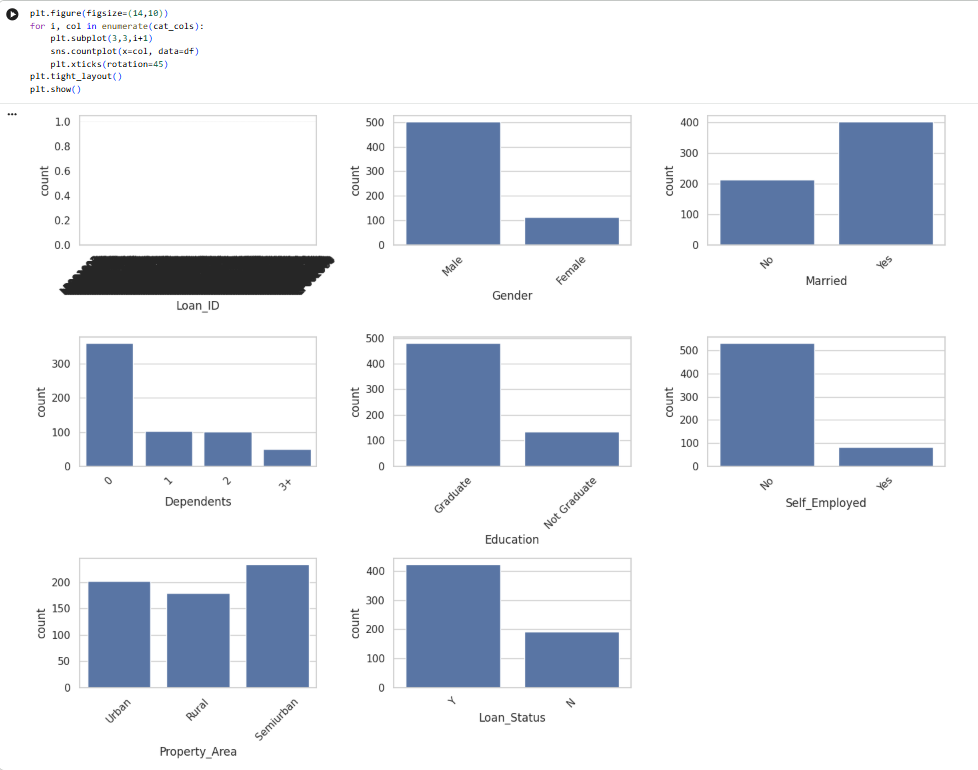 plt.figure(figsize=(14,10))
for i, col in enumerate(cat_cols):
    plt.subplot(3,3,i+1)
    sns.countplot(x=col, data=df)
    plt.xticks(rotation=45)
plt.tight_layout()
plt.show()
...
1.0
0.8
0.6
0.4
0.2
0.0
count
Loan_ID
500
400
300
200
100
0
count
Male
Female
Gender
400
300
200
100
0
count
No
Yes
Married
300
200
100
0
count
0
1
2
3+
Dependents
500
400
300
200
100
0
count
Graduate
Not Graduate
Education
500
400
300
200
100
0
count
No
Yes
Self_Employed
200
150
100
50
0
count
Urban
Rural
Semiurban
Property_Area
400
300
200
100
0
count
Y
N
Loan_Status